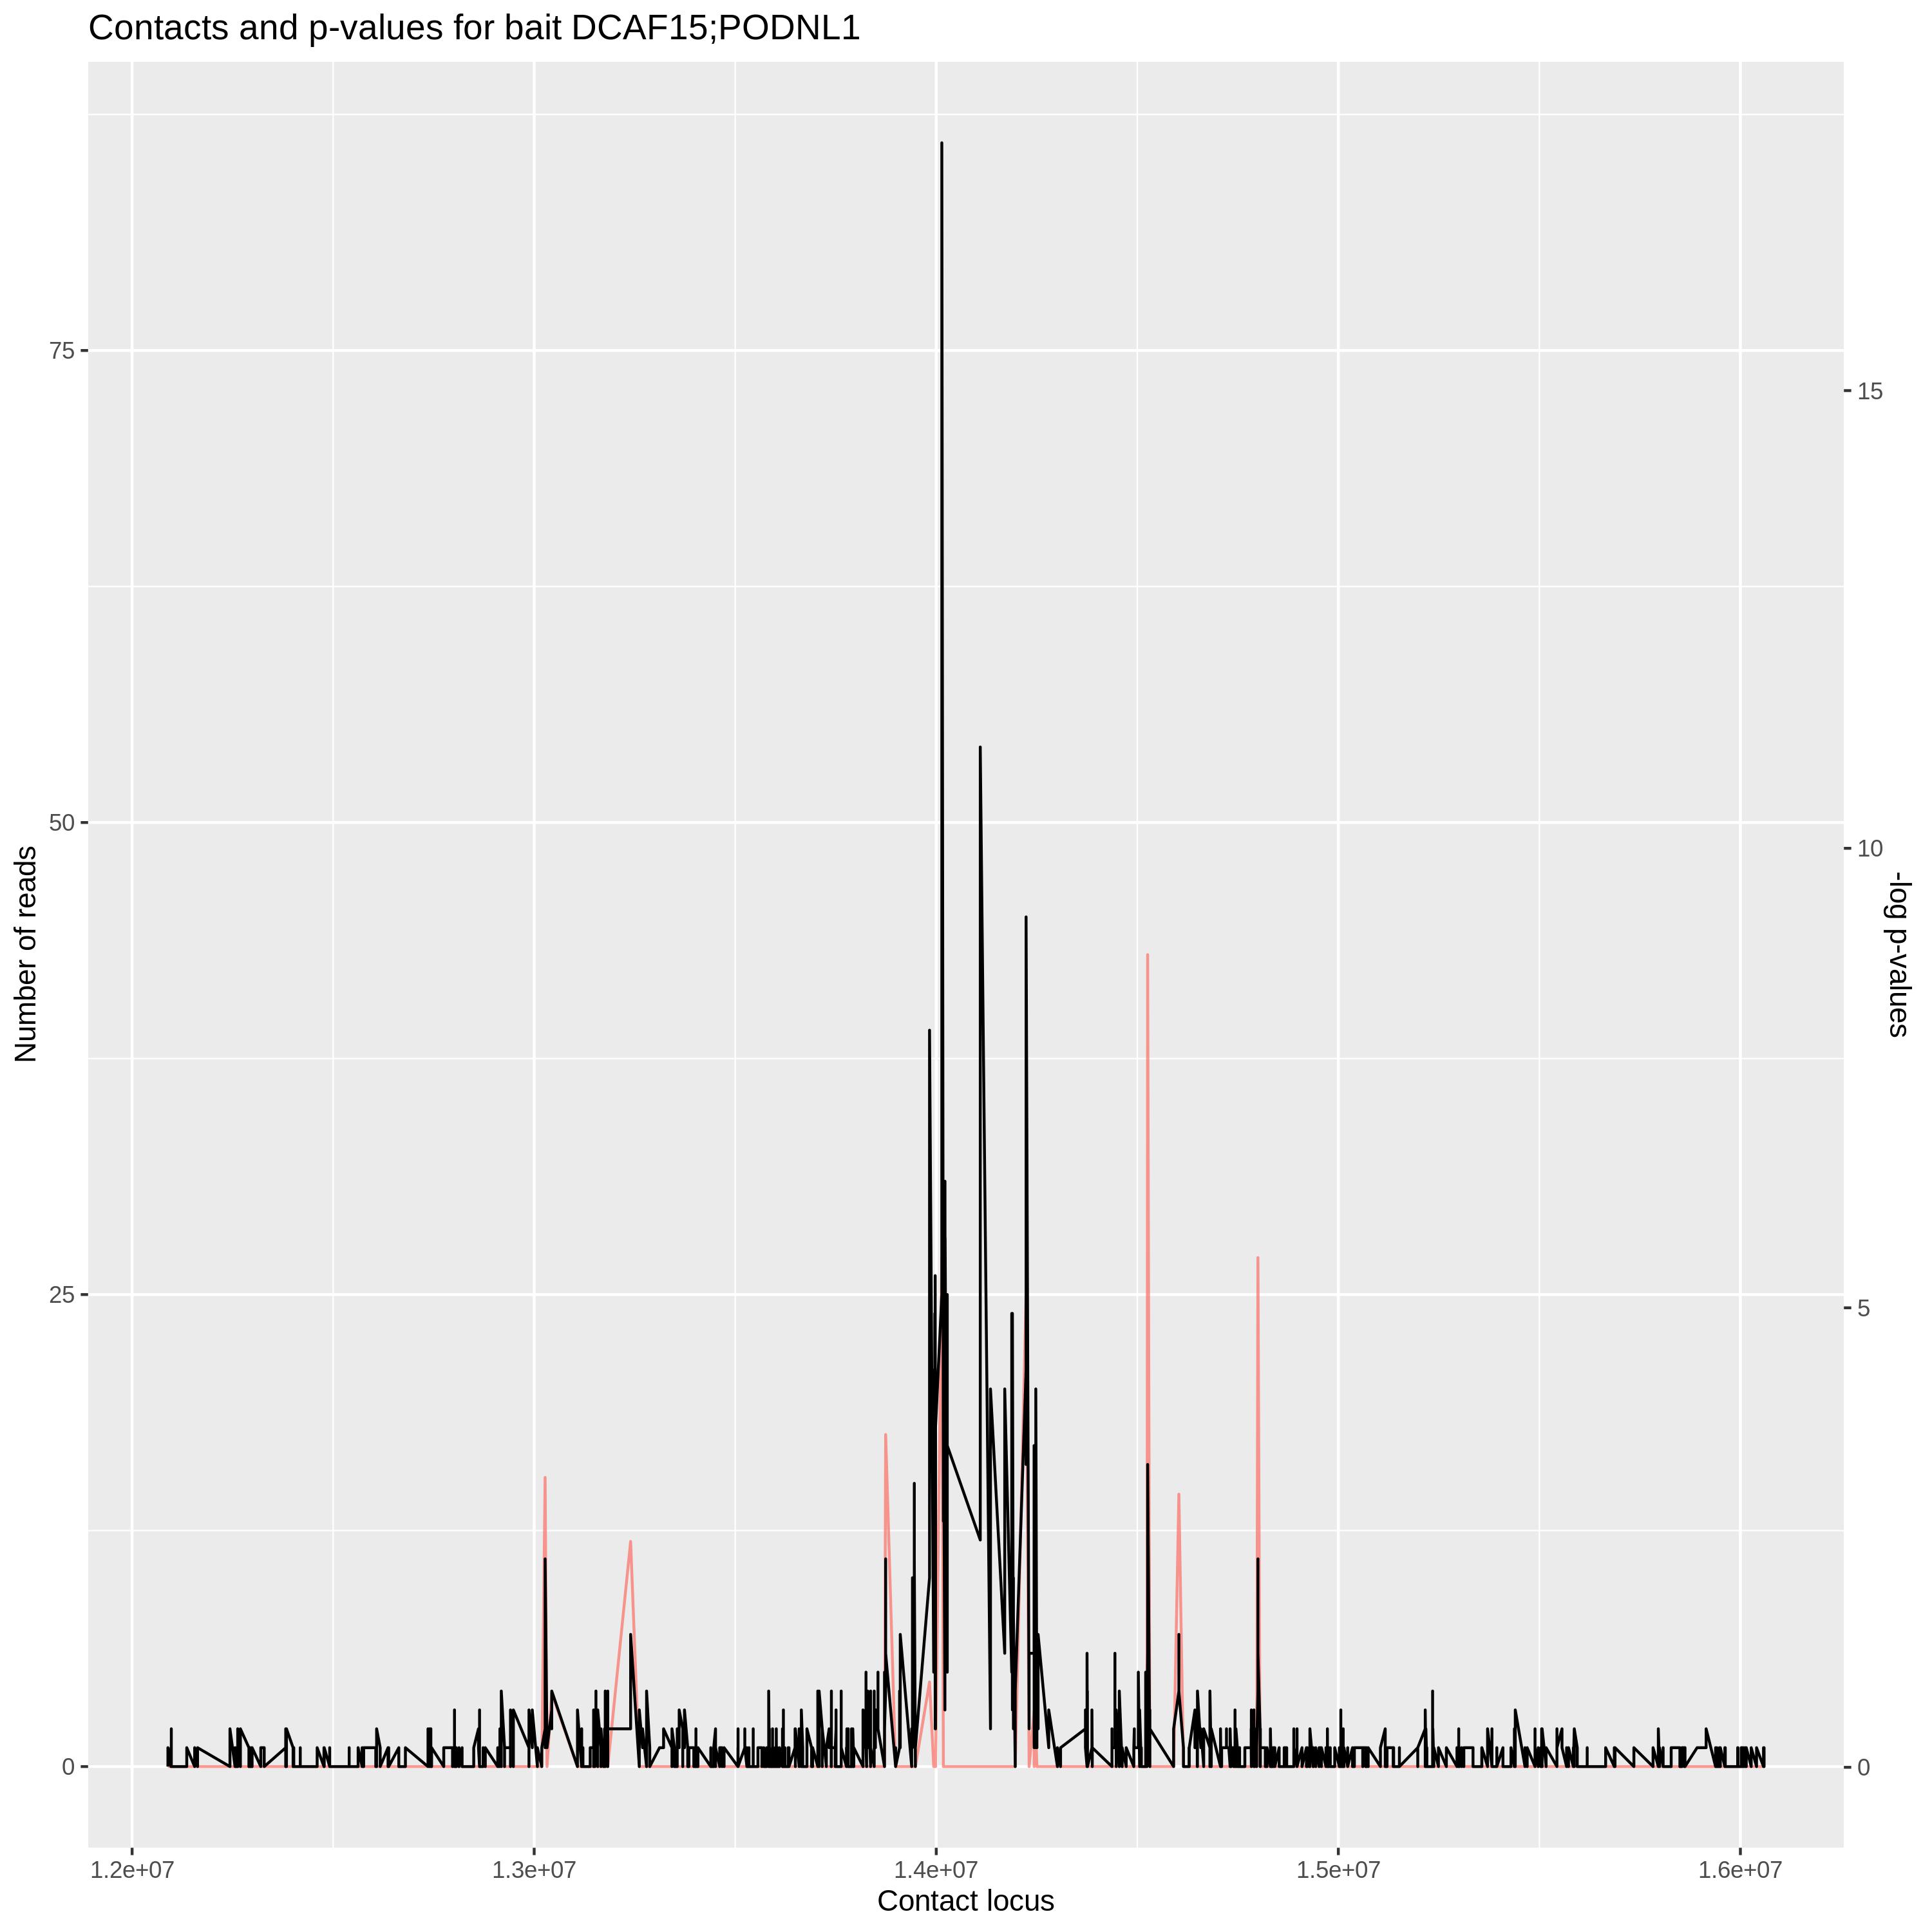 Contacts and p-values for bait DCAF15;PODNL1
75
50
25
0
Number of reads
15
10
5
0
-log p-values
1.2e+07
1.3e+07
1.4e+07
1.5e+07
1.6e+07
Contact locus